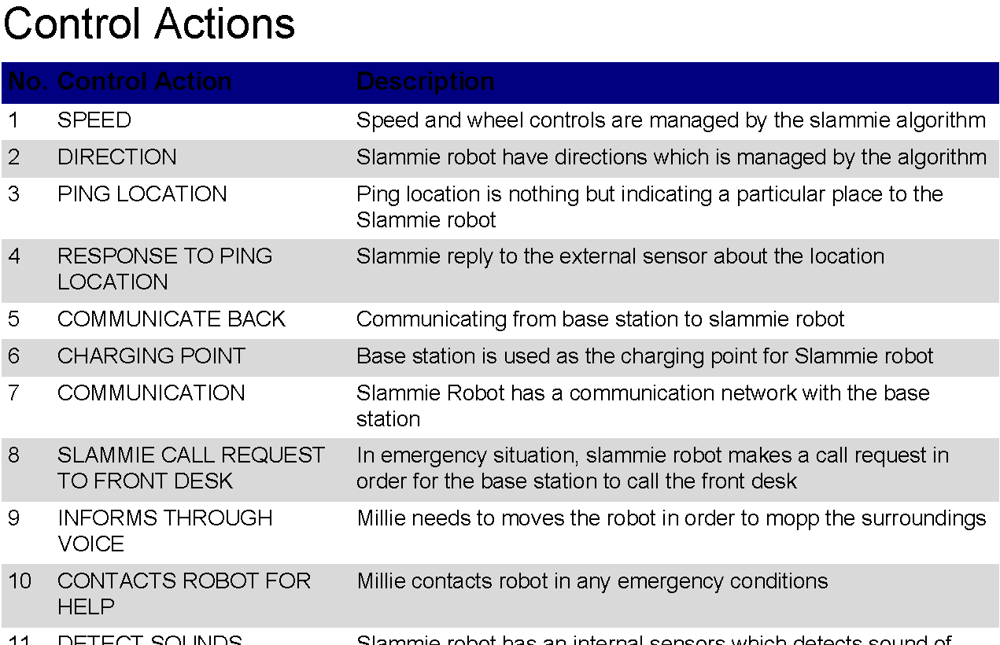 Control Actions
No. Control Action Description
1 SPEED Speed and wheel controls are managed by the slammie algorithm
2 DIRECTION Slammie robot have directions which is managed by the algorithm
3 PING LOCATION Ping location is nothing but indicating a particular place to the
Slammie robot
4 RESPONSE TO PING Slammie reply to the external sensor about the location
LOCATION
5 COMMUNICATE BACK Communicating from base station to slammie robot
6 CHARGING POINT Base station is used as the charging point for Slammie robot
7 COMMUNICATION Slammie Robot has a communication network with the base
station
8 SLAMMIE CALL REQUEST In emergency situation, slammie robot makes a call request in
TO FRONT DESK order for the base station to call the front desk
9 INFORMS THROUGH Millie needs to moves the robot in order to mopp the surroundings
VOICE
10 CONTACTS ROBOT FOR Millie contacts robot in any emergency conditions
HELP
11 DETECT SOUNDS Slammie robot has an internal sensors which detects sound of